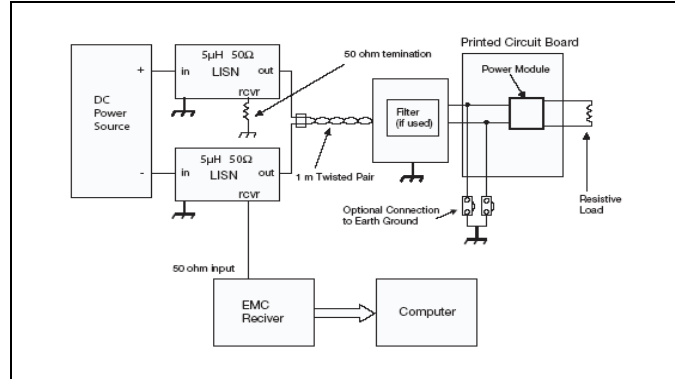 Printed Circuit Board
Power Module
50 ohm temination
5µH 50Ω
LISN
in
out
rcvr
+
DC
Power
Source
-
5µH 50Ω
LISN
in
out
rcvr
1 m Twisted Pair
Filter
(if used)
Optional Connection
to Earth Ground
Resistive
Load
50 ohm input
EMC
Reciver
Computer